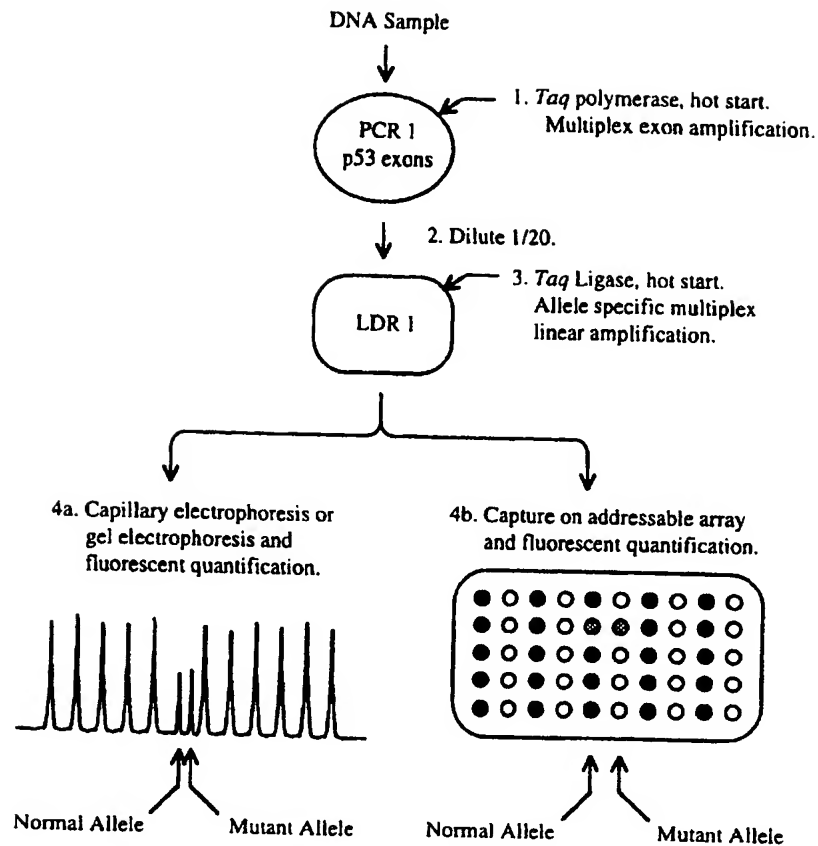 DNA Sample
PCR 1
p53 exons
1. Taq polymerase, hot start.
Multiplex exon amplification.
2. Dilute 1/20.
LDR 1
3. Taq Ligase, hot start.
Allele specific multiplex
linear amplification.
4a. Capillary electrophoresis or
gel electrophoresis and
fluorescent quantification.
4b. Capture on addressable array
and fluorescent quantification.
Normal Allele
Mutant Allele
Normal Allele
Mutant Allele